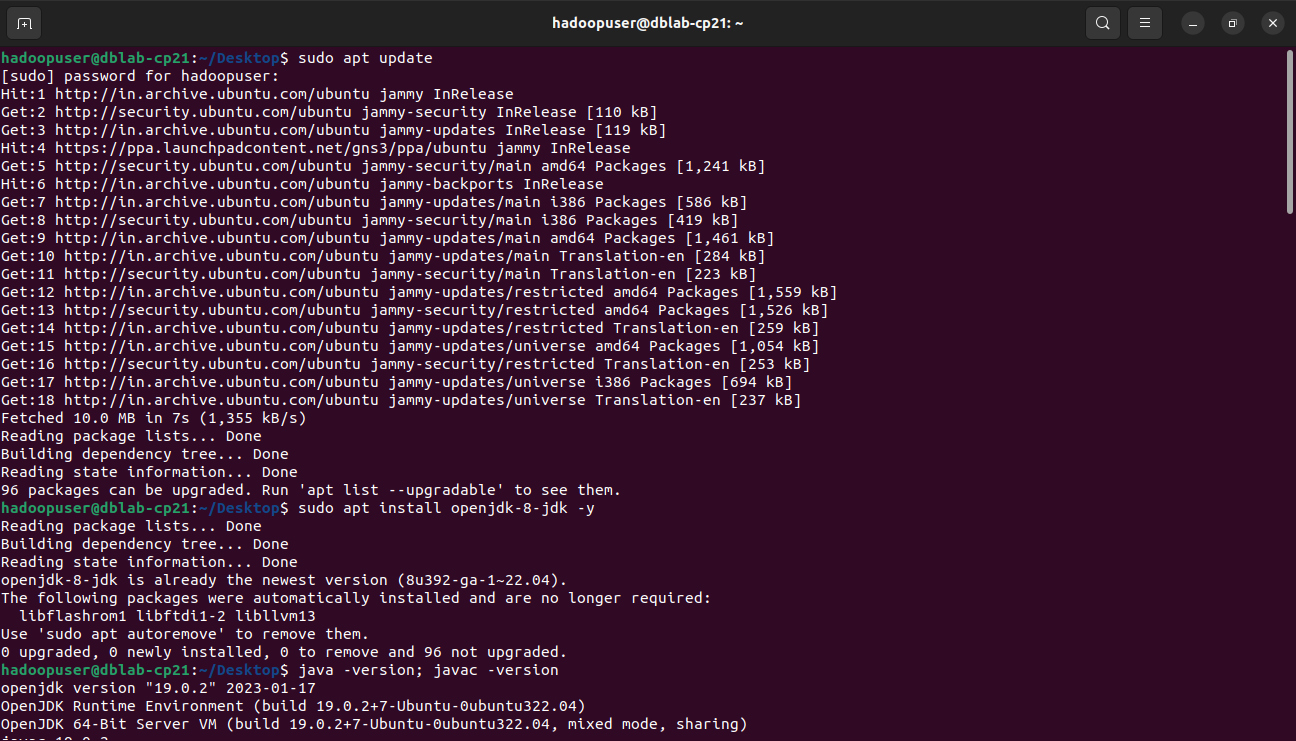 hadoopuser@dblab-cp21: ~
hadoopuser@dblab-cp21:~/Desktop$ sudo apt update
[sudo] password for hadoopuser:
Hit:1 http://in.archive.ubuntu.com/ubuntu jammy InRelease
Get:2 http://security.ubuntu.com/ubuntu jammy-security InRelease [110 kB]
Get:3 http://in.archive.ubuntu.com/ubuntu jammy-updates InRelease [119 kB]
Hit:4 https://ppa.launchpadcontent.net/gns3/ppa/ubuntu jammy InRelease
Get:5 http://security.ubuntu.com/ubuntu jammy-security/main amd64 Packages [1,241 kB]
Hit:6 http://in.archive.ubuntu.com/ubuntu jammy-backports InRelease
Get:7 http://in.archive.ubuntu.com/ubuntu jammy-updates/main i386 Packages [586 kB]
Get:8 http://security.ubuntu.com/ubuntu jammy-security/main i386 Packages [419 kB]
Get:9 http://in.archive.ubuntu.com/ubuntu jammy-updates/main amd64 Packages [1,461 kB]
Get:10 http://in.archive.ubuntu.com/ubuntu jammy-updates/main Translation-en [284 kB]
Get:11 http://security.ubuntu.com/ubuntu jammy-security/main Translation-en [223 kB]
Get:12 http://in.archive.ubuntu.com/ubuntu jammy-updates/restricted amd64 Packages [1,559 kB]
Get:13 http://security.ubuntu.com/ubuntu jammy-security/restricted amd64 Packages [1,526 kB]
Get:14 http://in.archive.ubuntu.com/ubuntu jammy-updates/restricted Translation-en [259 kB]
Get:15 http://in.archive.ubuntu.com/ubuntu jammy-updates/universe amd64 Packages [1,054 kB]
Get:16 http://security.ubuntu.com/ubuntu jammy-security/restricted Translation-en [253 kB]
Get:17 http://in.archive.ubuntu.com/ubuntu jammy-updates/universe i386 Packages [694 kB]
Get:18 http://in.archive.ubuntu.com/ubuntu jammy-updates/universe Translation-en [237 kB]
Fetched 10.0 MB in 7s (1,355 kB/s)
Reading package lists... Done
Building dependency tree... Done
Reading state information... Done
96 packages can be upgraded. Run 'apt list --upgradable' to see them.
hadoopuser@dblab-cp21:~/Desktop$ sudo apt install openjdk-8-jdk -y
Reading package lists... Done
Building dependency tree... Done
Reading state information... Done
openjdk-8-jdk is already the newest version (8u392-ga-1~22.04).
The following packages were automatically installed and are no longer required:
  libflashrom1 libftdi1-2 libllvm13
Use 'sudo apt autoremove' to remove them.
0 upgraded, 0 newly installed, 0 to remove and 96 not upgraded.
hadoopuser@dblab-cp21:~/Desktop$ java -version; javac -version
openjdk version "19.0.2" 2023-01-17
OpenJDK Runtime Environment (build 19.0.2+7-Ubuntu-0ubuntu322.04)
OpenJDK 64-Bit Server VM (build 19.0.2+7-Ubuntu-0ubuntu322.04, mixed mode, sharing)